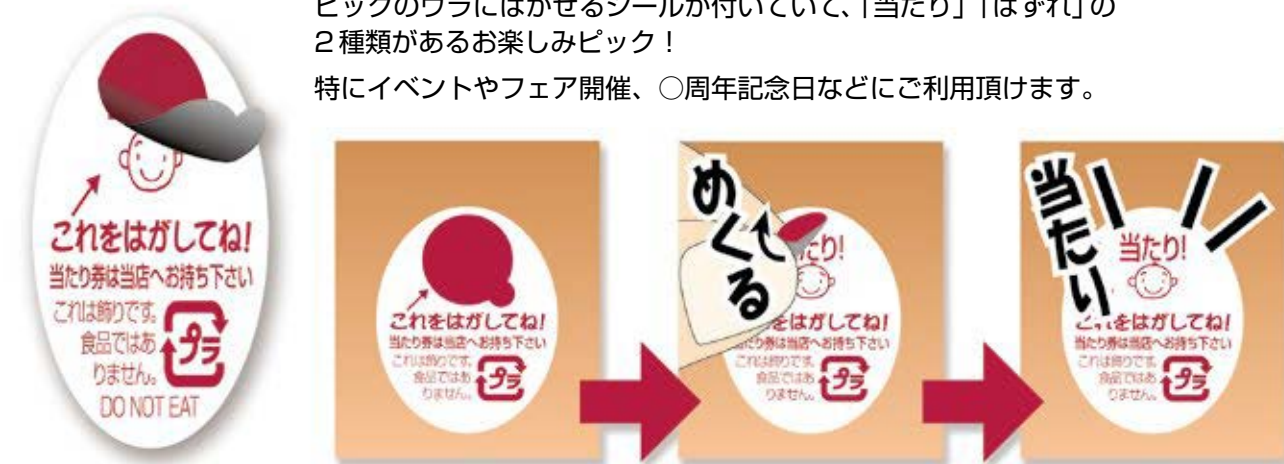 ピックのウラにはがせるシールが付いていて、「当たり」「はずれ」の
2種類があるお楽しみピック！
特にイベントやフェア開催、○周年記念日などにご利用頂けます。
これをはがしてね!
当たり券は当店へお持ち下さい
これは飾りです。
食品ではあ
りません。
プラ
DO NOT EAT
これをはがしてね!
当たり券は当店へお持ち下さい
これは飾りです。
食品ではあ
りません。
プラ
めくる
たり!
これをはがしてね!
当たり券は当店へお持ち下さい
これは飾りです。
食品ではあ
りません。
プラ
当たり
当たり!
これをはがしてね!
当たり券は当店へお持ち下さい
これは飾りです。
食品ではあ
りません。
プラ